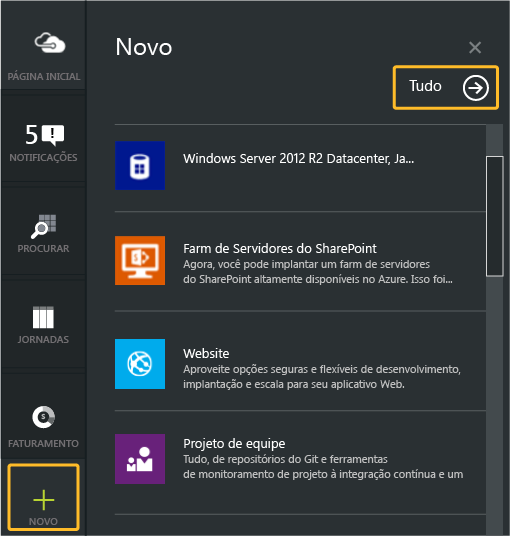 PÁGINA INICIAL
5
NOTIFICAÇÕES
PROCURAR
JORNADAS
FATURAMENTO
NOVO
Novo
Tudo
Windows Server 2012 R2 Datacenter, Ja...
Farm de Servidores do SharePoint
Agora, você pode implantar um farm de servidores
do SharePoint altamente disponíveis no Azure. Isso foi...
Website
Aproveite opções seguras e flexíveis de desenvolvimento,
implantação e escala para seu aplicativo Web.
Projeto de equipe
Tudo, de repositórios do Git e ferramentas
de monitoramento de projeto à integração contínua e um